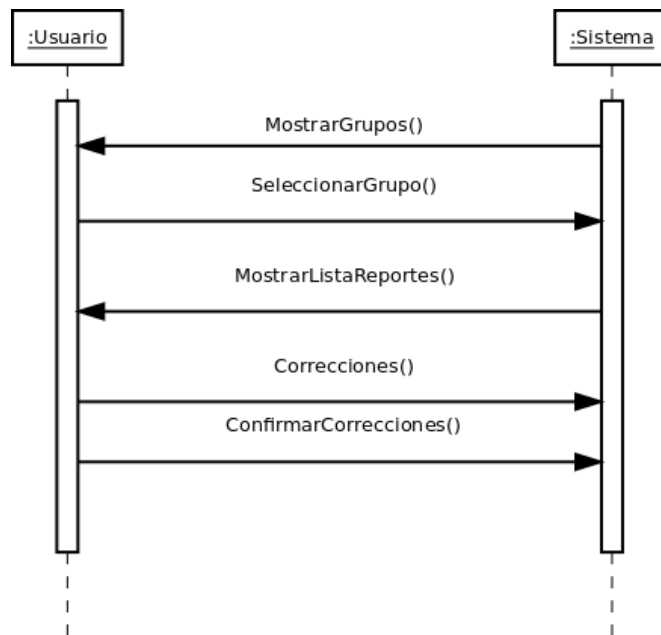 :Usuario
:Sistema
MostrarGrupos()
SeleccionarGrupo()
MostrarListaReportes()
Correcciones()
ConfirmarCorrecciones()